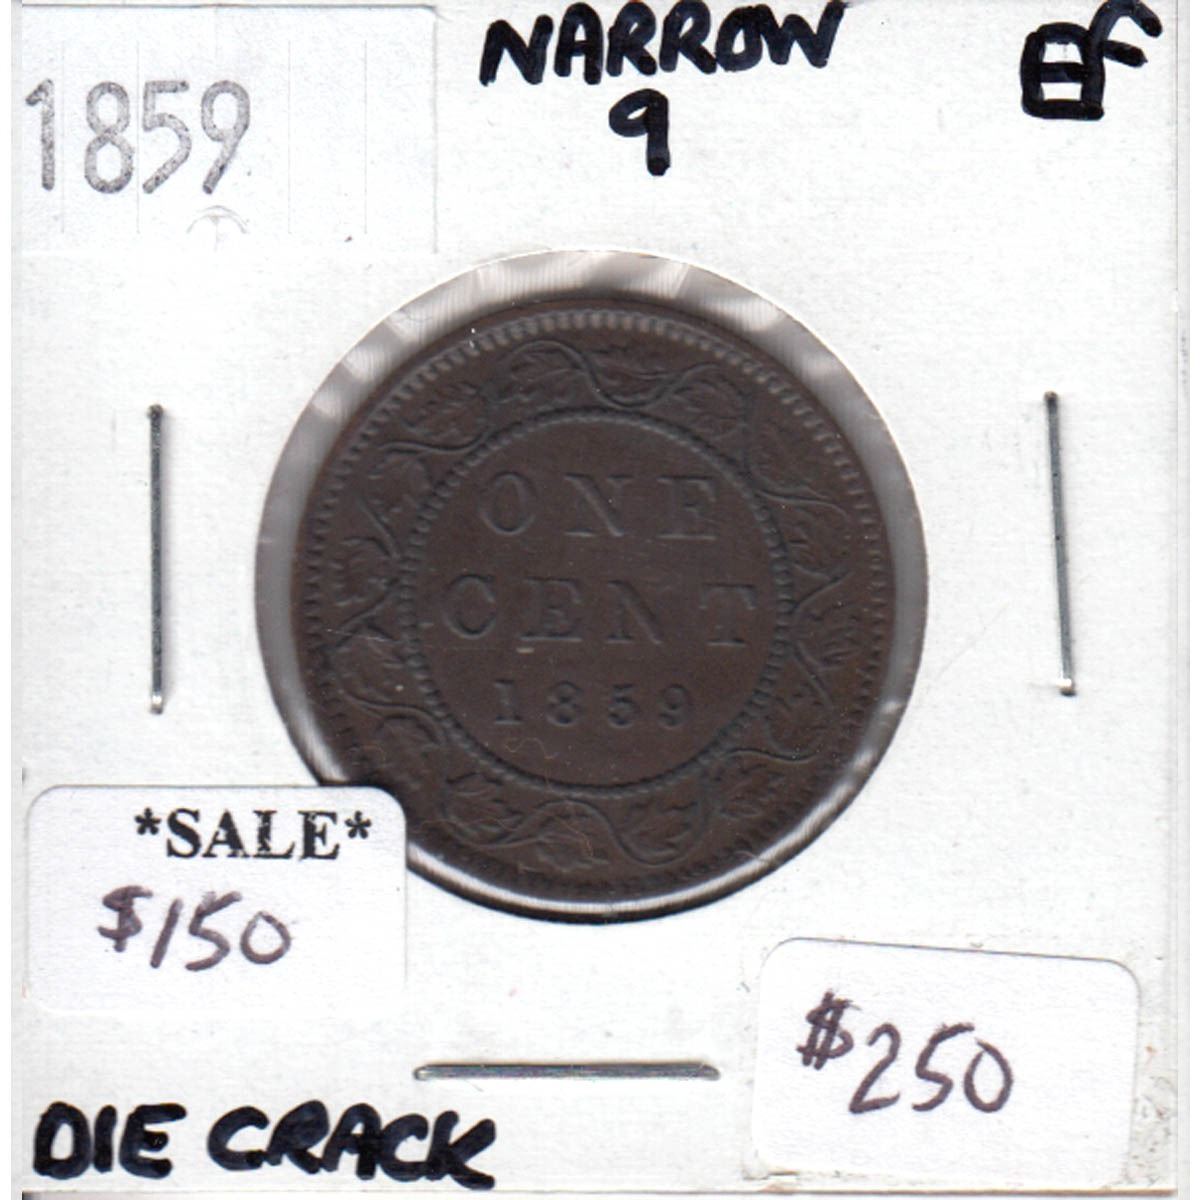 NARROW
9
EF
1859
ONE
CENT
1859
*SALE*
$150
$250
DIE CRACK